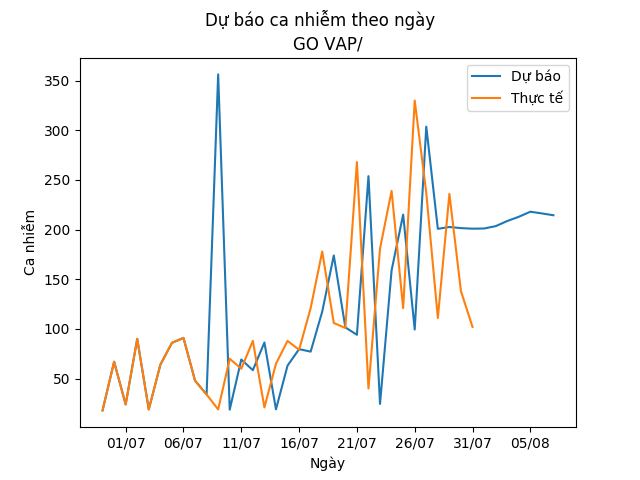 Dự báo ca nhiễm theo ngày
GO VAP/
Dự báo
Thực tế
Ca nhiễm
350
300
250
200
150
100
50
01/07 06/07 11/07 16/07 21/07 26/07 31/07 05/08
Ngày